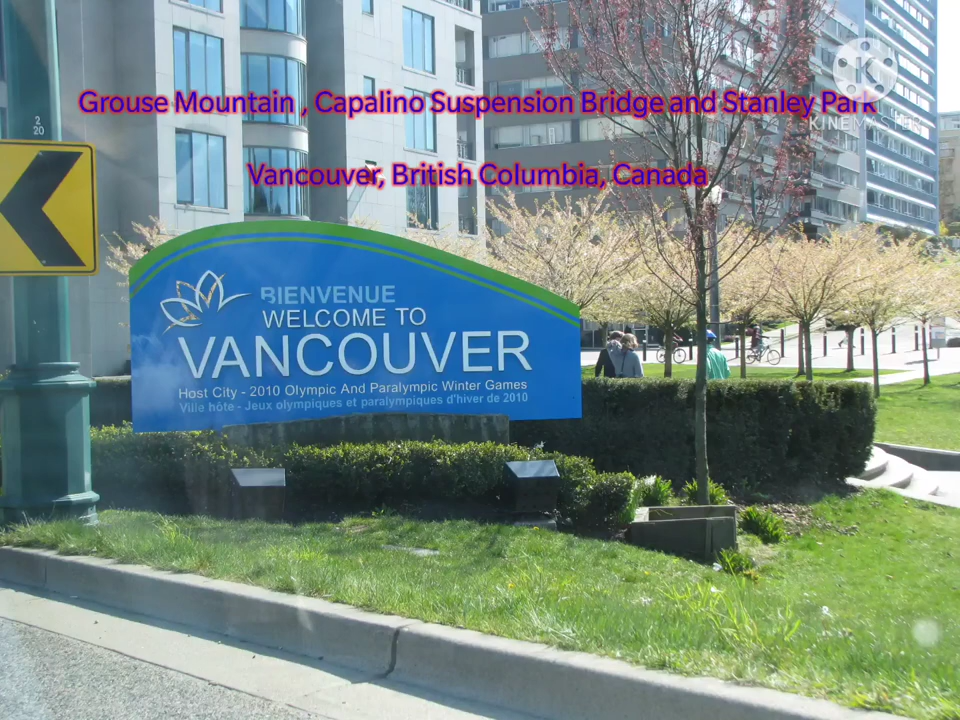 2
20
Grouse Mountain , Capalino Suspension Bridge and Stanley Park
KINEMASTER
Vancouver, British Columbia, Canada
BIENVENUE
WELCOME TO
VANCOUVER
Host City - 2010 Olympic And Paralympic Winter Games
Ville hôte - Jeux olympiques et paralympiques d'hiver de 2010